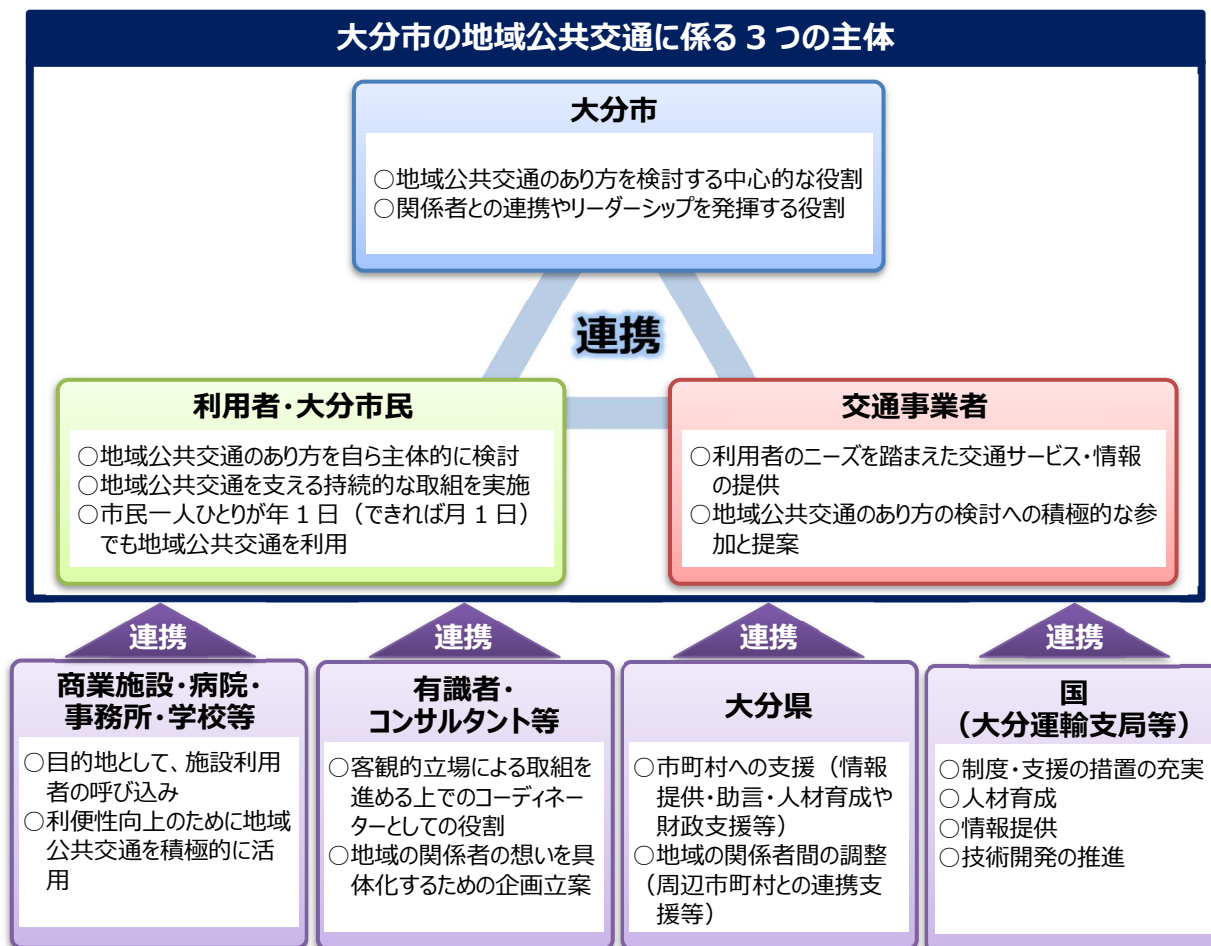 大分市の地域公共交通に係る3つの主体
大分市
○地域公共交通のあり方を検討する中心的な役割
○関係者との連携やリーダーシップを発揮する役割
連携
利用者・大分市民
○地域公共交通のあり方を自ら主体的に検討
○地域公共交通を支える持続的な取組を実施
○市民一人ひとりが年1日（できれば月1日）
でも地域公共交通を利用
交通事業者
○利用者のニーズを踏まえた交通サービス・情報
の提供
○地域公共交通のあり方の検討への積極的な参
加と提案
連携
連携
連携
連携
商業施設・病院・
事務所・学校等
○目的地として、施設利用
者の呼び込み
○利便性向上のために地域
公共交通を積極的に活
用
有識者・
コンサルタント等
○客観的立場による取組を
進める上でのコーディネー
ターとしての役割
○地域の関係者の想いを具
体化するための企画立案
大分県
○市町村への支援（情報
提供・助言・人材育成や
財政支援等）
○地域の関係者間の調整
（周辺市町村との連携支
援等）
国
（大分運輸支局等）
○制度・支援の措置の充実
○人材育成
○情報提供
○技術開発の推進